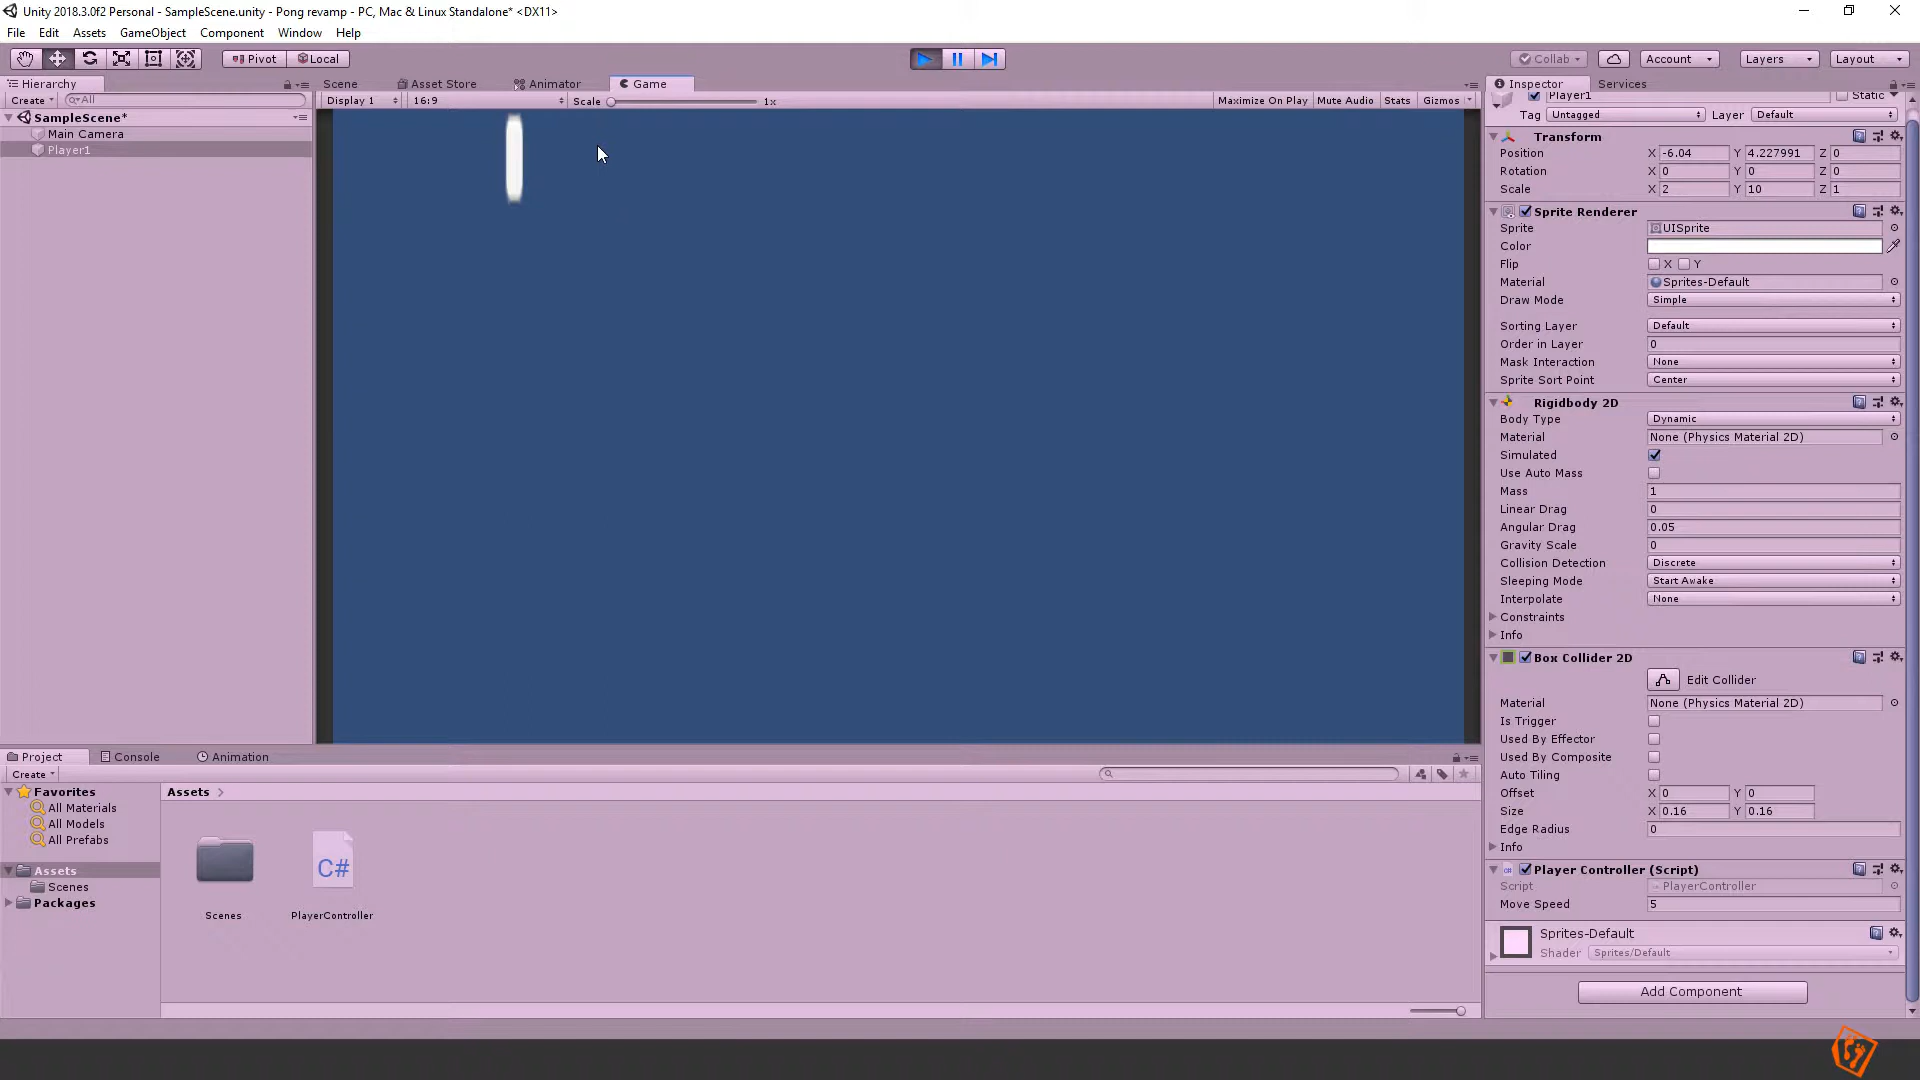 Unity 2018.3.0f2 Personal - SampleScene.unity - Pong revamp - PC, Mac & Linux Standalone* <DX11>
File Edit Assets GameObject Component Window Help
Pivot Local Collab Account Layers Layout
Hierarchy Scene Asset Store Animator Game Inspector Services
Create All Display 1 16:9 Scale 1x Maximize On Play Mute Audio Stats Gizmos Player1 Static
SampleScene* Tag Untagged Layer Default
Main Camera Transform
Player1 Position X -6.04 Y 4.227991 Z 0
Rotation X 0 Y 0 Z 0
Scale X 2 Y 10 Z 1
Sprite Renderer
Sprite UISprite
Color
Flip X Y
Material Sprites-Default
Draw Mode Simple
Sorting Layer Default
Order in Layer 0
Mask Interaction None
Sprite Sort Point Center
Rigidbody 2D
Body Type Dynamic
Material None (Physics Material 2D)
Simulated
Use Auto Mass
Mass 1
Linear Drag 0
Angular Drag 0.05
Gravity Scale 0
Collision Detection Discrete
Sleeping Mode Start Awake
Interpolate None
Constraints
Info
Box Collider 2D
Edit Collider
Material None (Physics Material 2D)
Is Trigger
Used By Effector
Used By Composite
Auto Tiling
Offset X 0 Y 0
Size X 0.16 Y 0.16
Edge Radius 0
Info
Player Controller (Script)
Script PlayerController
Move Speed 5
Sprites-Default
Shader Sprites/Default
Add Component
Project Console Animation
Create
Favorites Assets
All Materials
All Models
All Prefabs
Assets
Scenes
Packages
C#
Scenes PlayerController